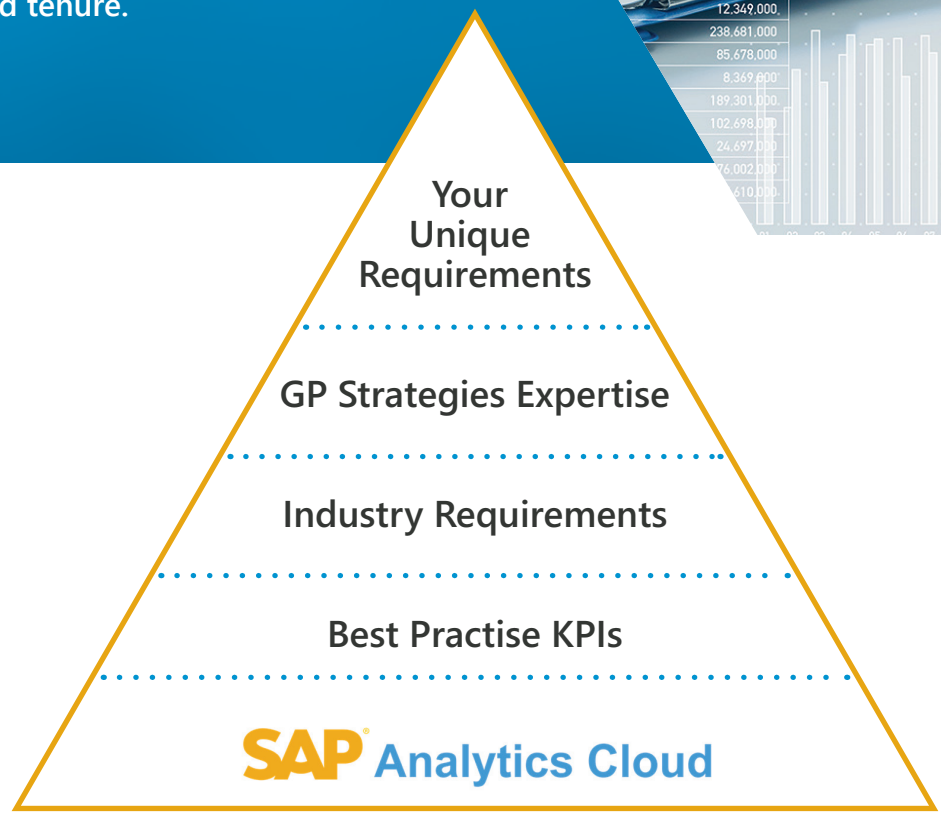 d tenure.
12,349,000
238.681,000
85,678,000
8,369,000
189.301,000
102,698,000
24,697,000
76,002,000
610,000
Your
Unique
Requirements
GP Strategies Expertise
Industry Requirements
Best Practise KPIs
SAP® Analytics Cloud